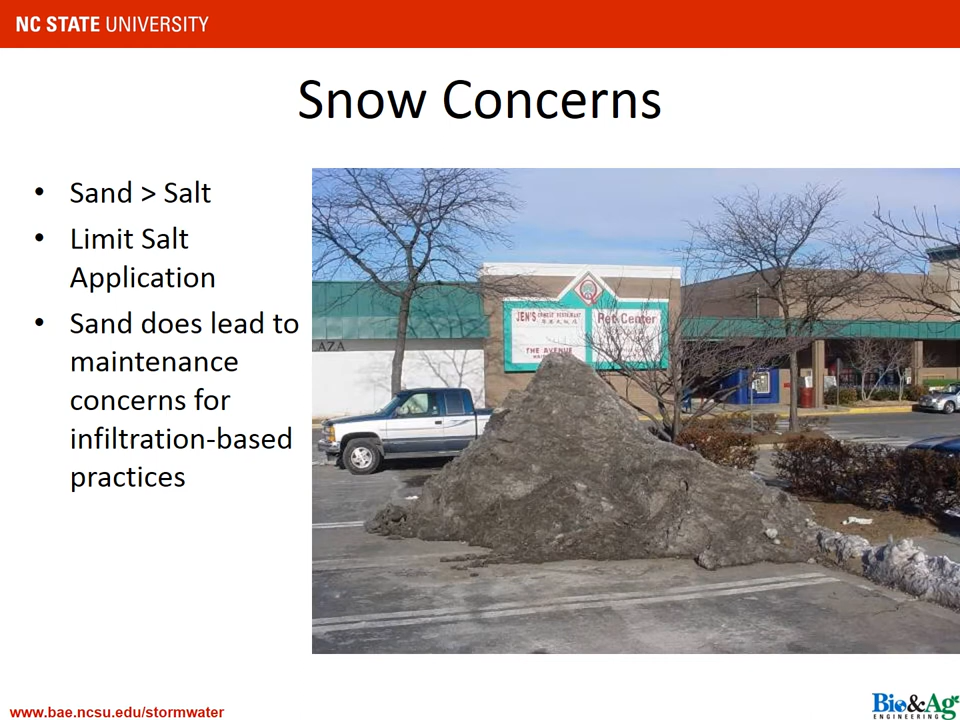 NC STATE UNIVERSITY
Snow Concerns
• Sand > Salt
• Limit Salt
Application
• Sand does lead to
maintenance
concerns for
infiltration-based
practices
AZA
JEN'S
Pet Center
THE AVENUE
www.bae.ncsu.edu/stormwater
Bio&Ag
ENGINEERING